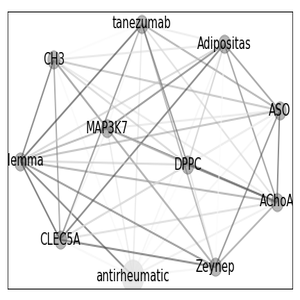 tanezumab
Adipositas
CH3
ASO
MAP3K7
lemma
DPPC
AChoA
CLEC5A
Zeynep
antirheumatic